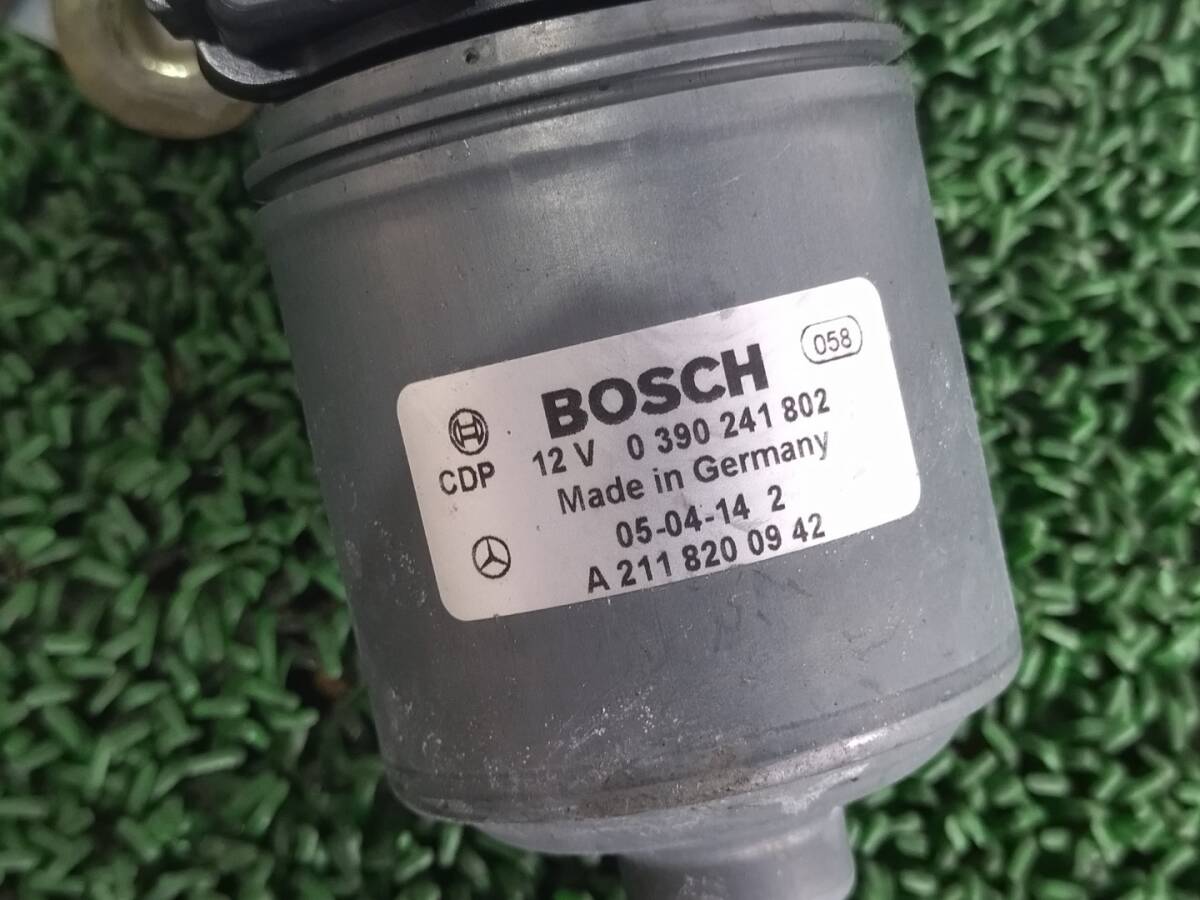 058
BOSCH
CDP
12 V 0 390 241 802
Made in Germany
05-04-14 2
A 211 820 09 42